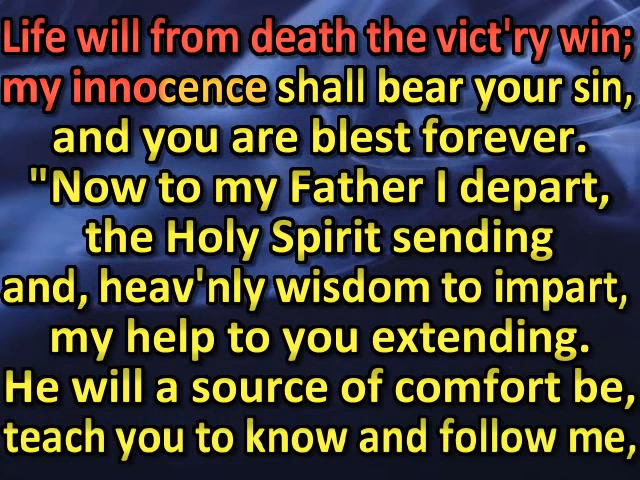 Life will from death the vict'ry win;
my innocence shall bear your sin,
and you are blest forever.
"Now to my Father I depart,
the Holy Spirit sending
and, heav'nly wisdom to impart,
my help to you extending.
He will a source of comfort be,
teach you to know and follow me,